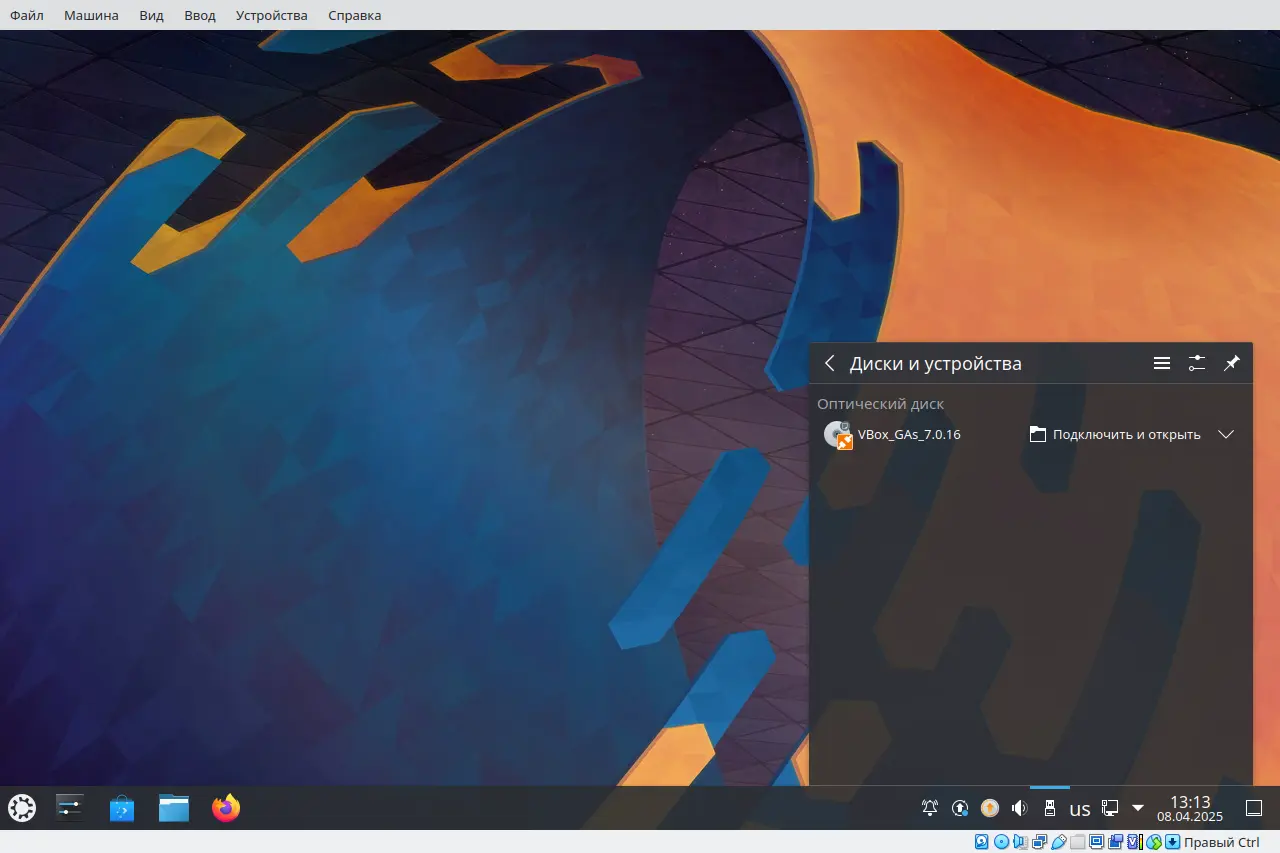 Файл Машина Вид Ввод Устройства Справка
Диски и устройства
Оптический диск
VBox_GAs_7.0.16 Подключить и открыть
us 13:13
08.04.2025
Правый Ctrl